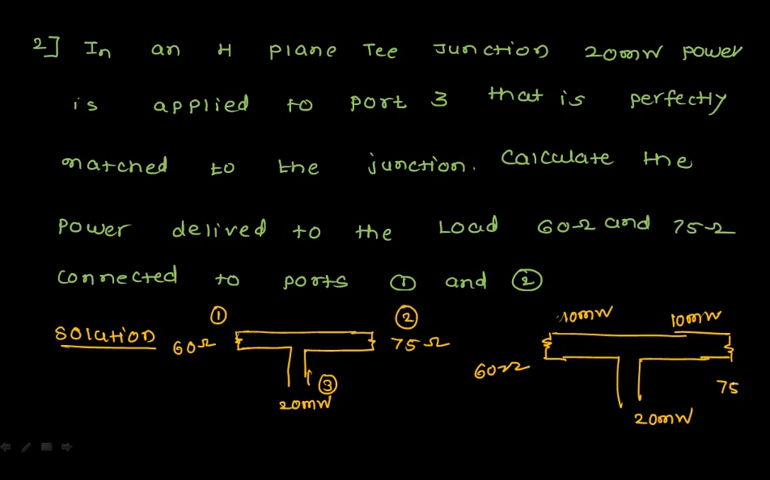 2] In an H plane Tee Junction 20mW power
is applied to port 3 that is perfectly
matched to the junction. Calculate the
power delived to the Load 60Ω and 75Ω
connected to ports ① and ②
① ② 10mW 10mW
Solution 60Ω 75Ω 60Ω 75
③
20mW 20mW